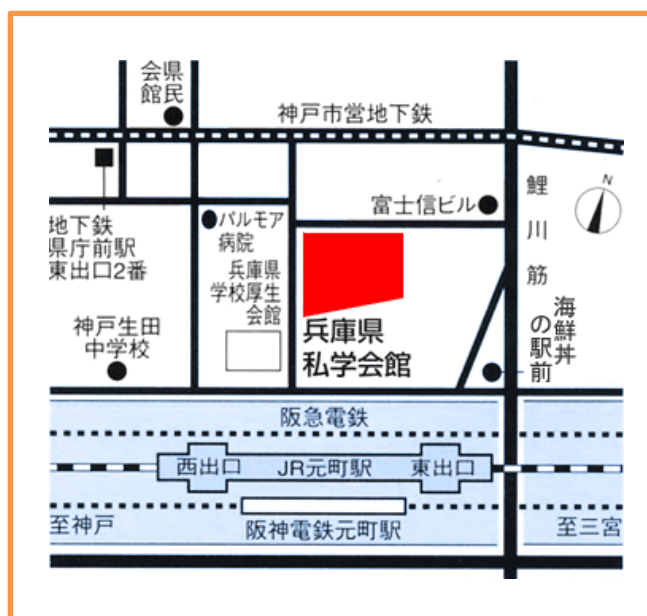 会県
館民
神戸市営地下鉄
鯉川筋
N
富士信ビル
パルモア
病院
地下鉄
県庁前駅
東出口2番
兵庫県
学校厚生
会館
海鮮丼
の駅前
神戸生田
中学校
兵庫県
私学会館
阪急電鉄
西出口
JR元町駅
東出口
至神戸
阪神電鉄元町駅
至三宮